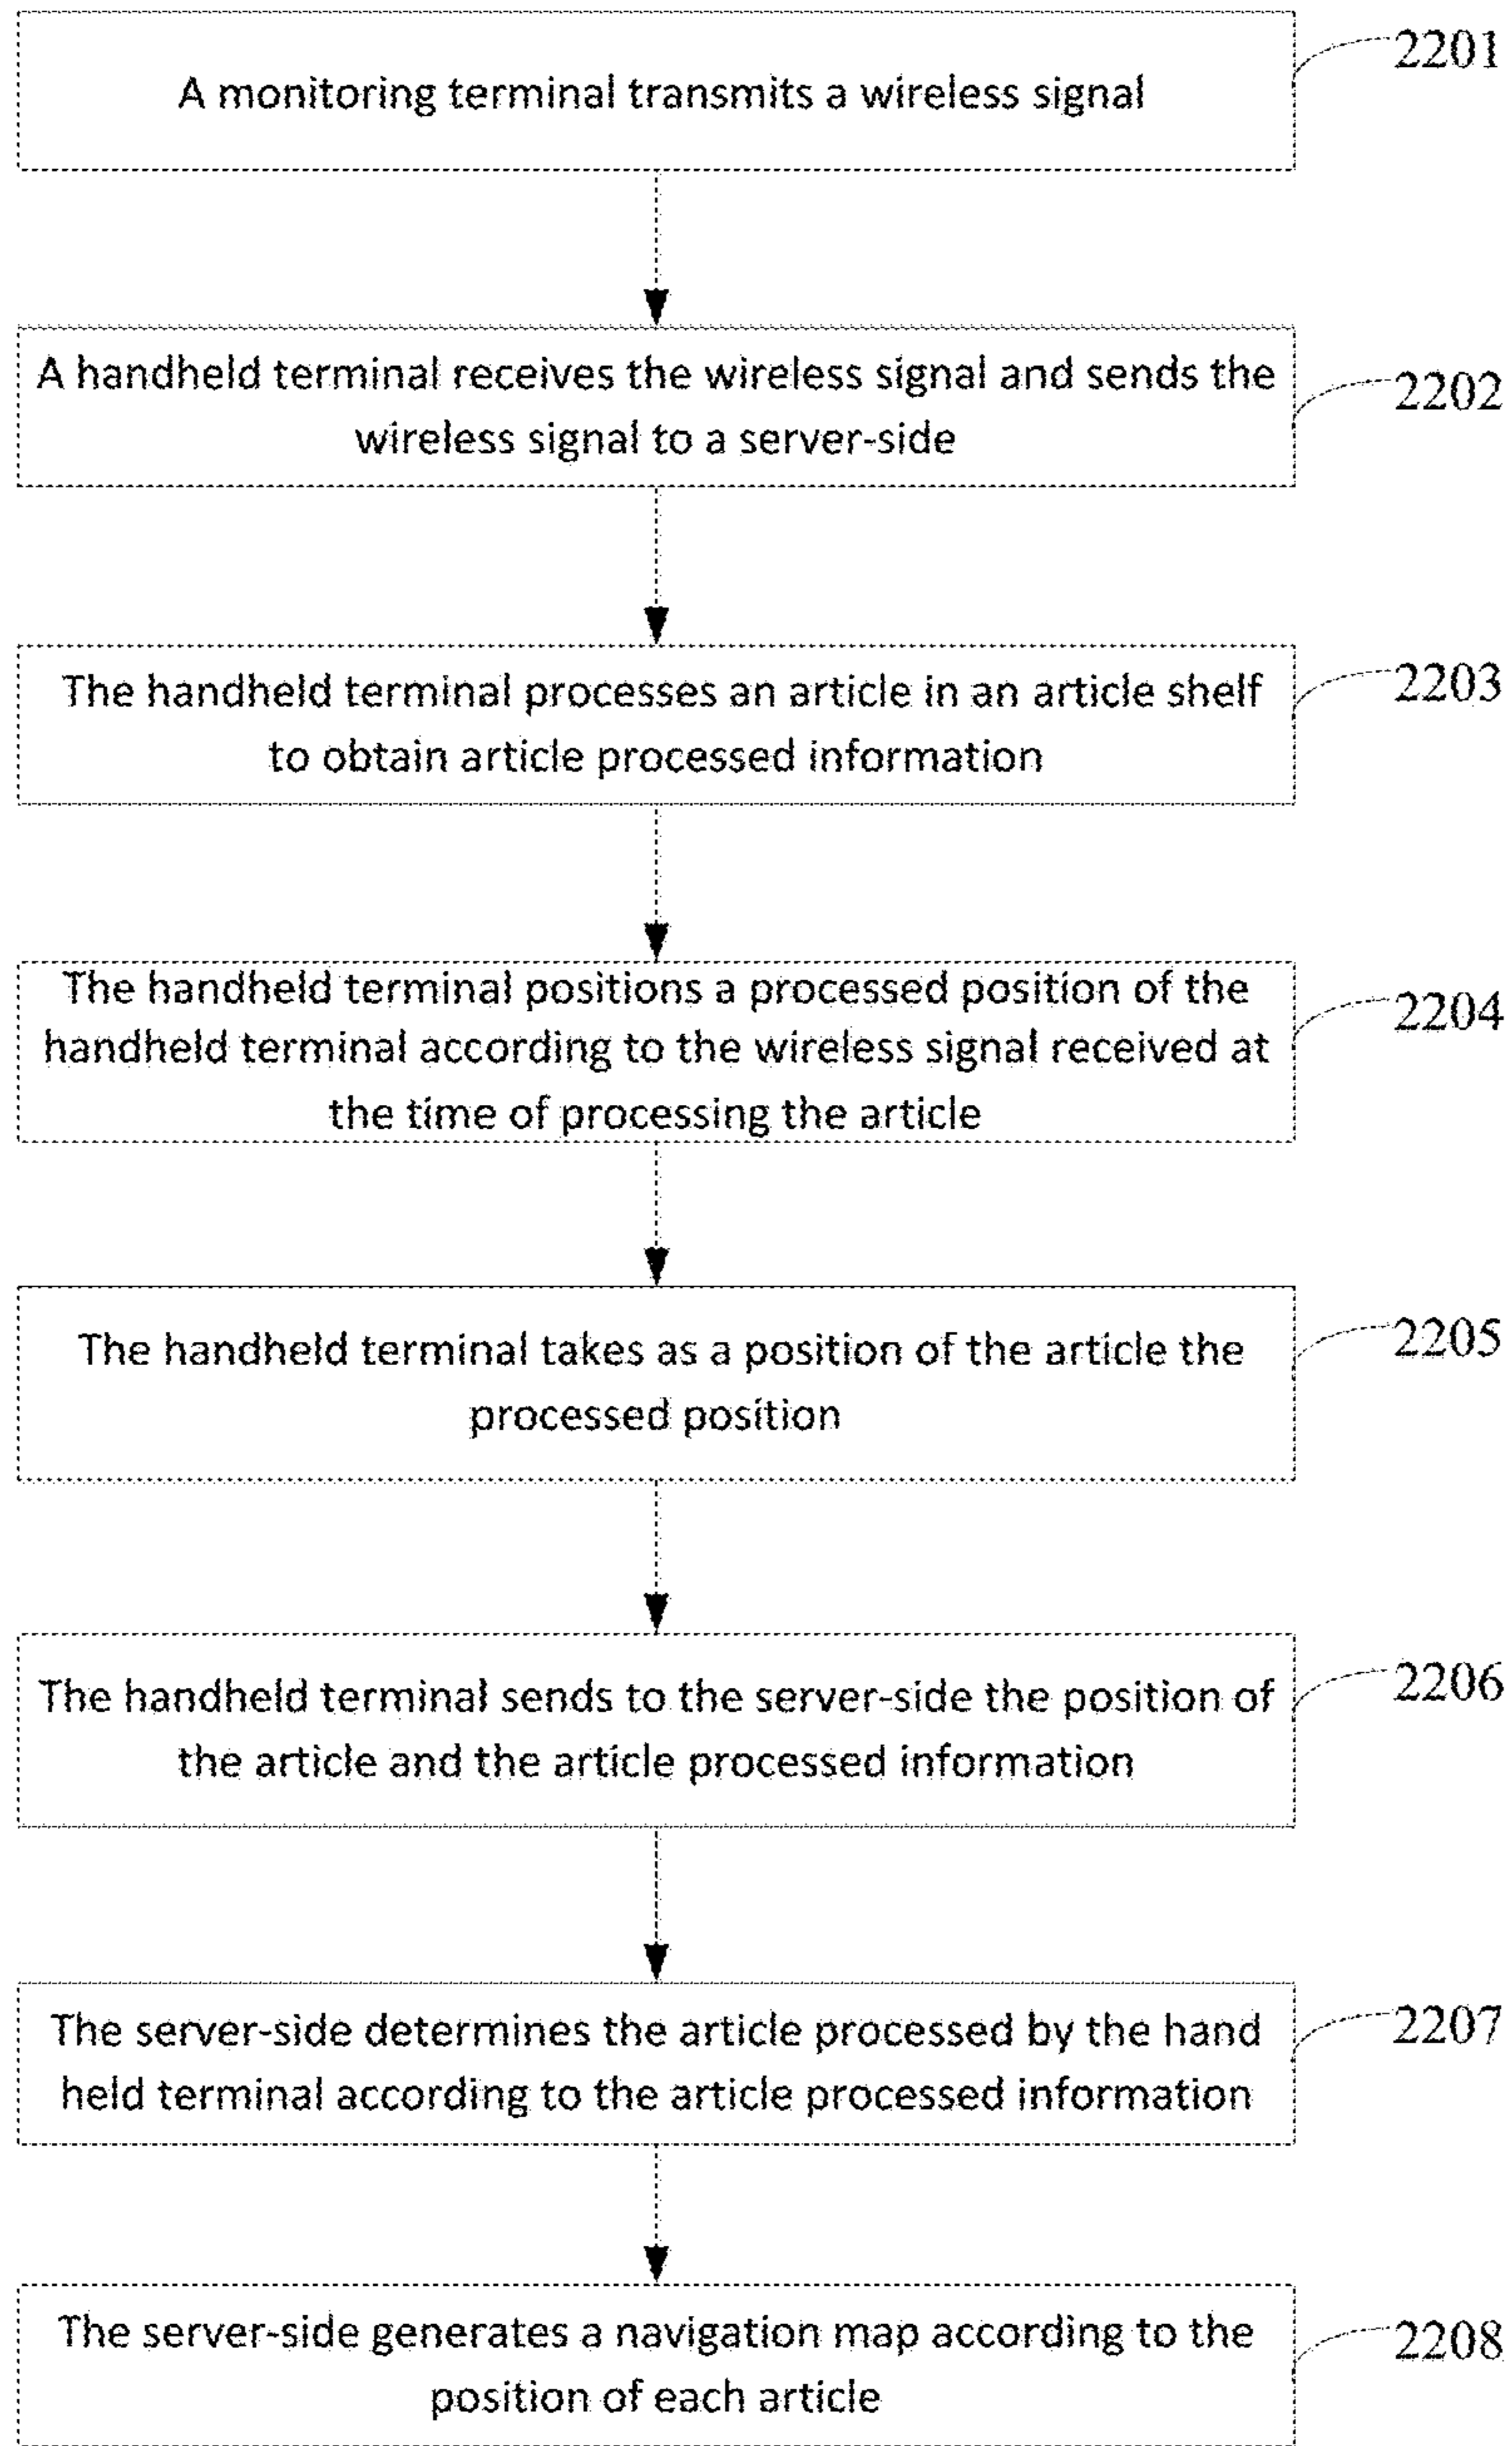 A monitoring terminal transmits a wireless signal
2201
A handheld terminal receives the wireless signal and sends the
wireless signal to a server-side
2202
The handheld terminal processes an article in an article shelf
to obtain article processed information
2203
The handheld terminal positions a processed position of the
handheld terminal according to the wireless signal received at
the time of processing the article
2204
The handheld terminal takes as a position of the article the
processed position
2205
The handheld terminal sends to the server-side the position of
the article and the article processed information
2206
The server-side determines the article processed by the hand
held terminal according to the article processed information
2207
The server-side generates a navigation map according to the
position of each article
2208